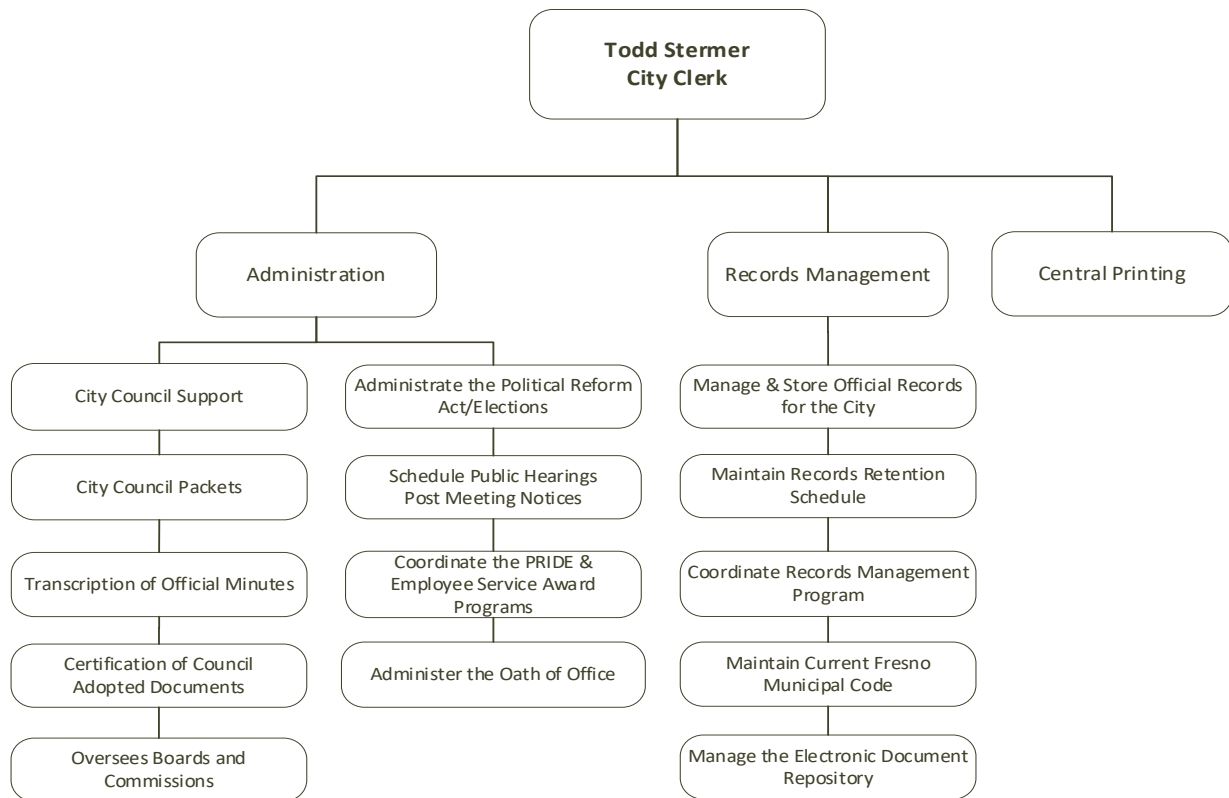 Todd Stermer
City Clerk
Administration
Records Management
Central Printing
City Council Support
City Council Packets
Transcription of Official Minutes
Certification of Council
Adopted Documents
Oversees Boards and
Commissions
Administrate the Political Reform
Act/Elections
Schedule Public Hearings
Post Meeting Notices
Coordinate the PRIDE &
Employee Service Award
Programs
Administer the Oath of Office
Manage & Store Official Records
for the City
Maintain Records Retention
Schedule
Coordinate Records Management
Program
Maintain Current Fresno
Municipal Code
Manage the Electronic Document
Repository